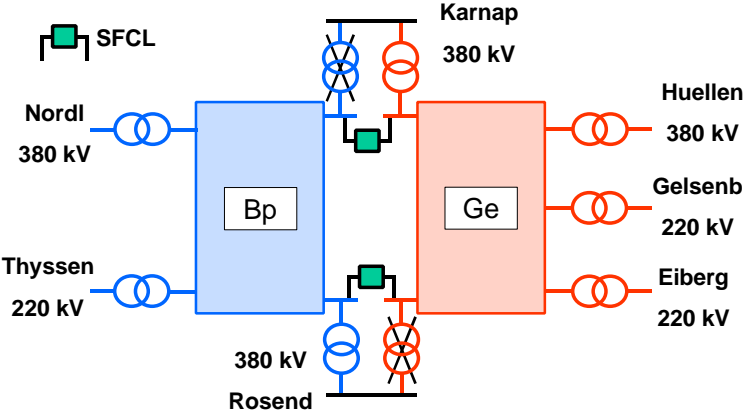 SFCL
Karnap
380 kV
Nordl
380 kV
Huellen
380 kV
Bp
Ge
Gelsenb
220 kV
Thyssen
220 kV
Eiberg
220 kV
380 kV
Rosend